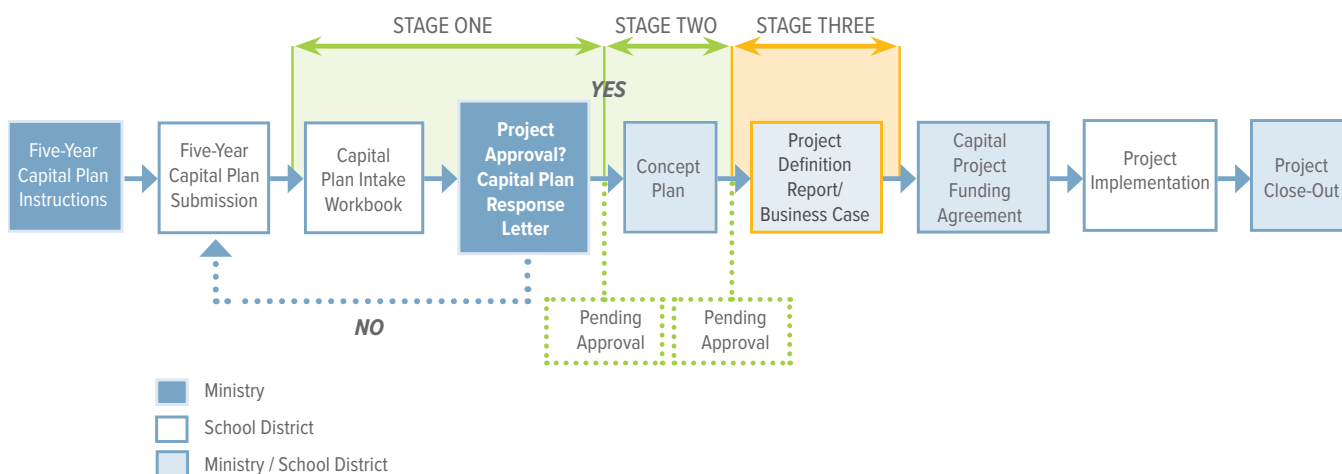 STAGE ONE
STAGE TWO
STAGE THREE
YES
Five-Year
Capital Plan
Instructions
Five-Year
Capital Plan
Submission
Capital
Plan Intake
Workbook
Project
Approval?
Capital Plan
Response
Letter
Concept
Plan
Project
Definition
Report/
Business Case
Capital
Project
Funding
Agreement
Project
Implementation
Project
Close-Out
NO
Pending
Approval
Pending
Approval
Ministry
School District
Ministry / School District